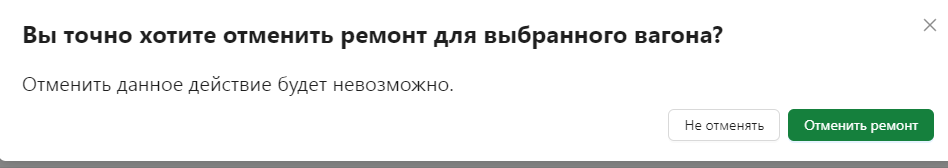 Вы точно хотите отменить ремонт для выбранного вагона?
Отменить данное действие будет невозможно.
Не отменять
Отменить ремонт